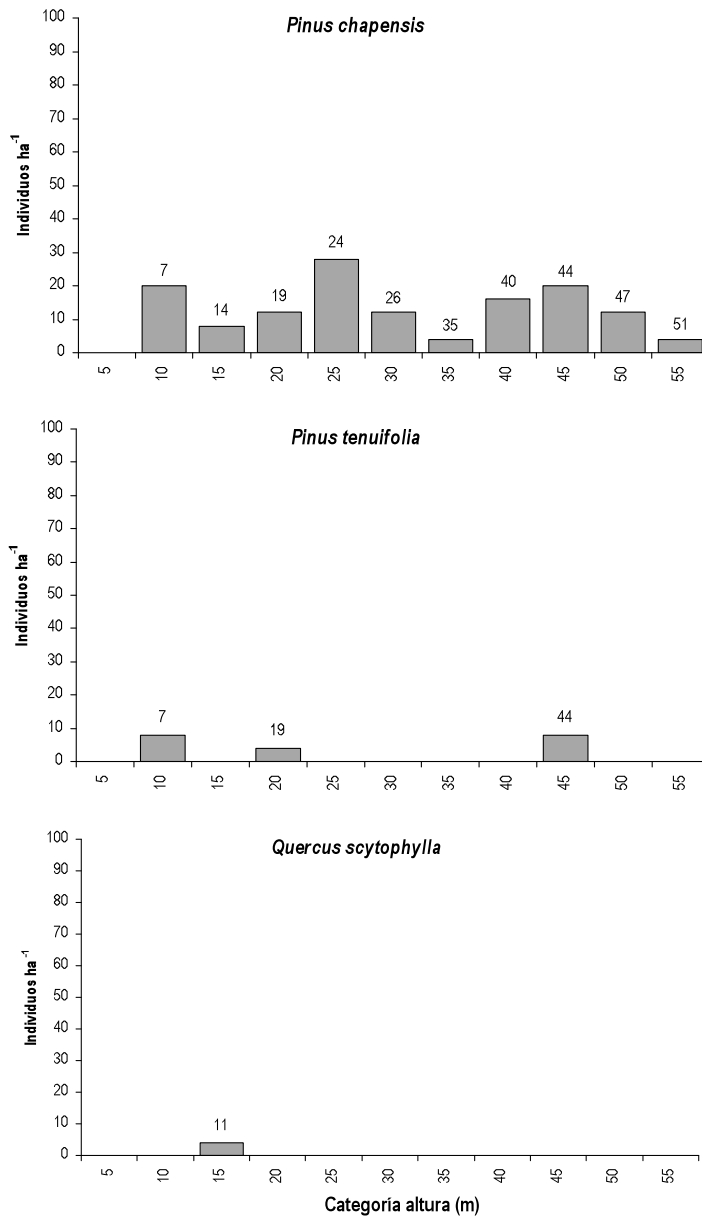 Pinus chapensis
100
90
80
70
60
50
40
30
20
10
0
Individuos ha-1
7 14 19 24 26 35 40 44 47 51
5 10 15 20 25 30 35 40 45 50 55
Pinus tenuifolia
100
90
80
70
60
50
40
30
20
10
0
Individuos ha-1
7 19 44
5 10 15 20 25 30 35 40 45 50 55
Quercus scytophylla
100
90
80
70
60
50
40
30
20
10
0
Individuos ha-1
11
5 10 15 20 25 30 35 40 45 50 55
Categoría altura (m)